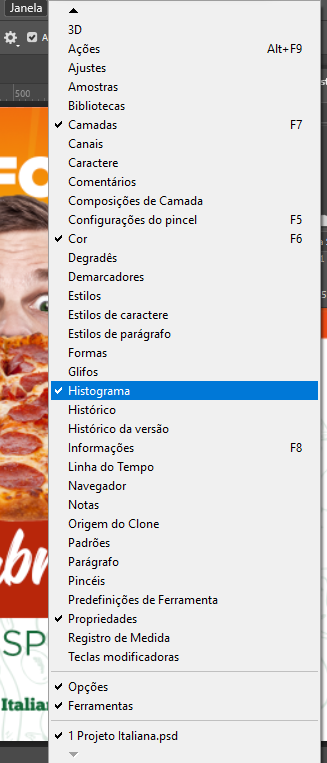 Janela
500
3D
Ações Alt+F9
Ajustes
Amostras
Bibliotecas
Camadas F7
Canais
Caractere
Comentários
Composições de Camada
Configurações do pincel F5
Cor F6
Degradês
Demarcadores
Estilos
Estilos de caractere
Estilos de parágrafo
Formas
Glifos
Histograma
Histórico
Histórico da versão
Informações F8
Linha do Tempo
Navegador
Notas
Origem do Clone
Padrões
Parágrafo
Pincéis
Predefinições de Ferramenta
Propriedades
Registro de Medida
Teclas modificadoras
Opções
Ferramentas
1 Projeto Italiana.psd
FO
br
SP
Italian